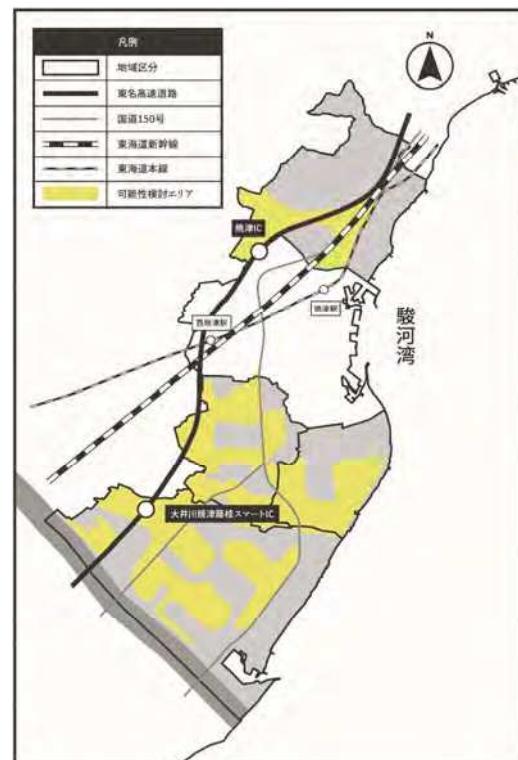 凡例
地域区分
東名高速道路
国道150号
東海道新幹線
東海道本線
可能性検討エリア
N
焼津IC
焼津駅
西焼津駅
駿河湾
大井川焼津藤枝スマートIC